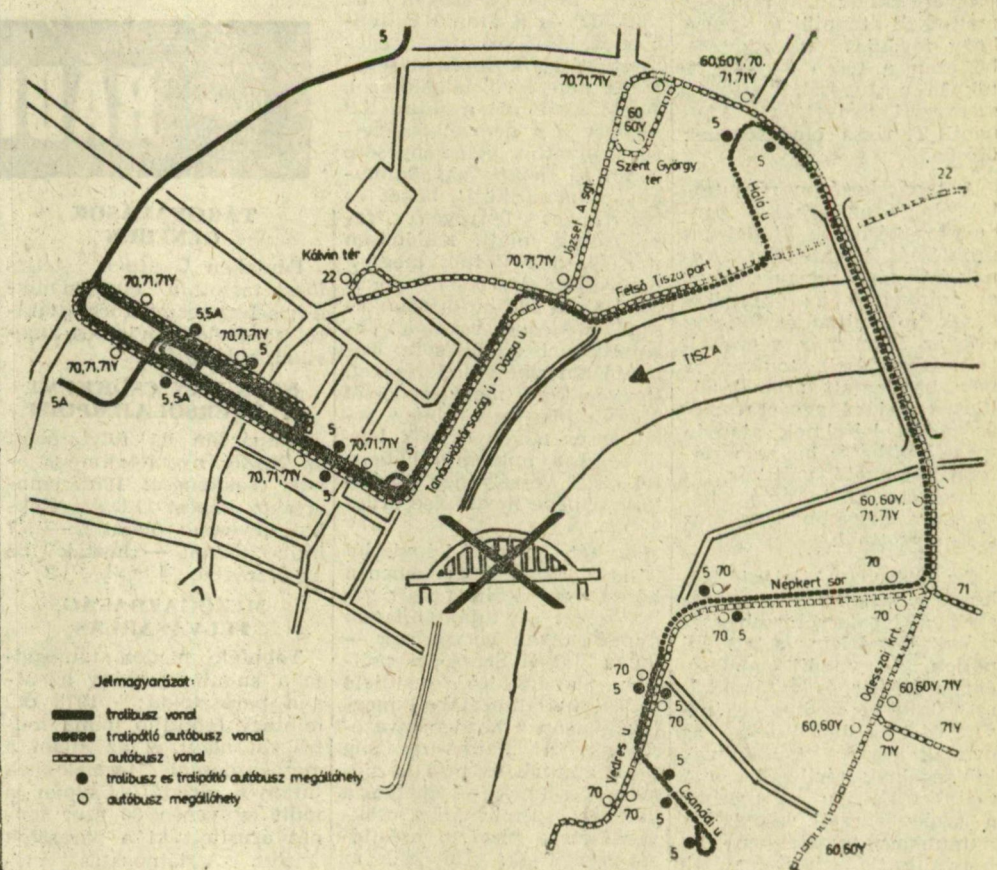 5
60,60Y,70.
71,71Y
70,71,71Y
60
60Y
Szent György
tér
5
5
22
Háló u.
József A. sgt.
Kálvin tér
22
70,71,71Y
Felső Tisza part
70,71,71Y
5,5A
70,71,71Y
5
70,71,71Y
5A
5,5A
TISZA
Tanácsköztársaság ú - Dózsa u.
5
70,71,71Y
5
70,71,71Y
5
60,60Y.
71,71Y
5 70
Népkert sor
70
71
70 5
70
Odesszai krt.
70
5
5
70
60,60Y,71Y
60,60Y
71Y
71Y
Vedres u.
5
70
70
5
Csanádi u.
5
60,60Y
Jelmagyarázat:
trolibusz vonal
trolipótló autóbusz vonal
autóbusz vonal
trolibusz es trolipótló autóbusz megállóhely
autóbusz megállóhely